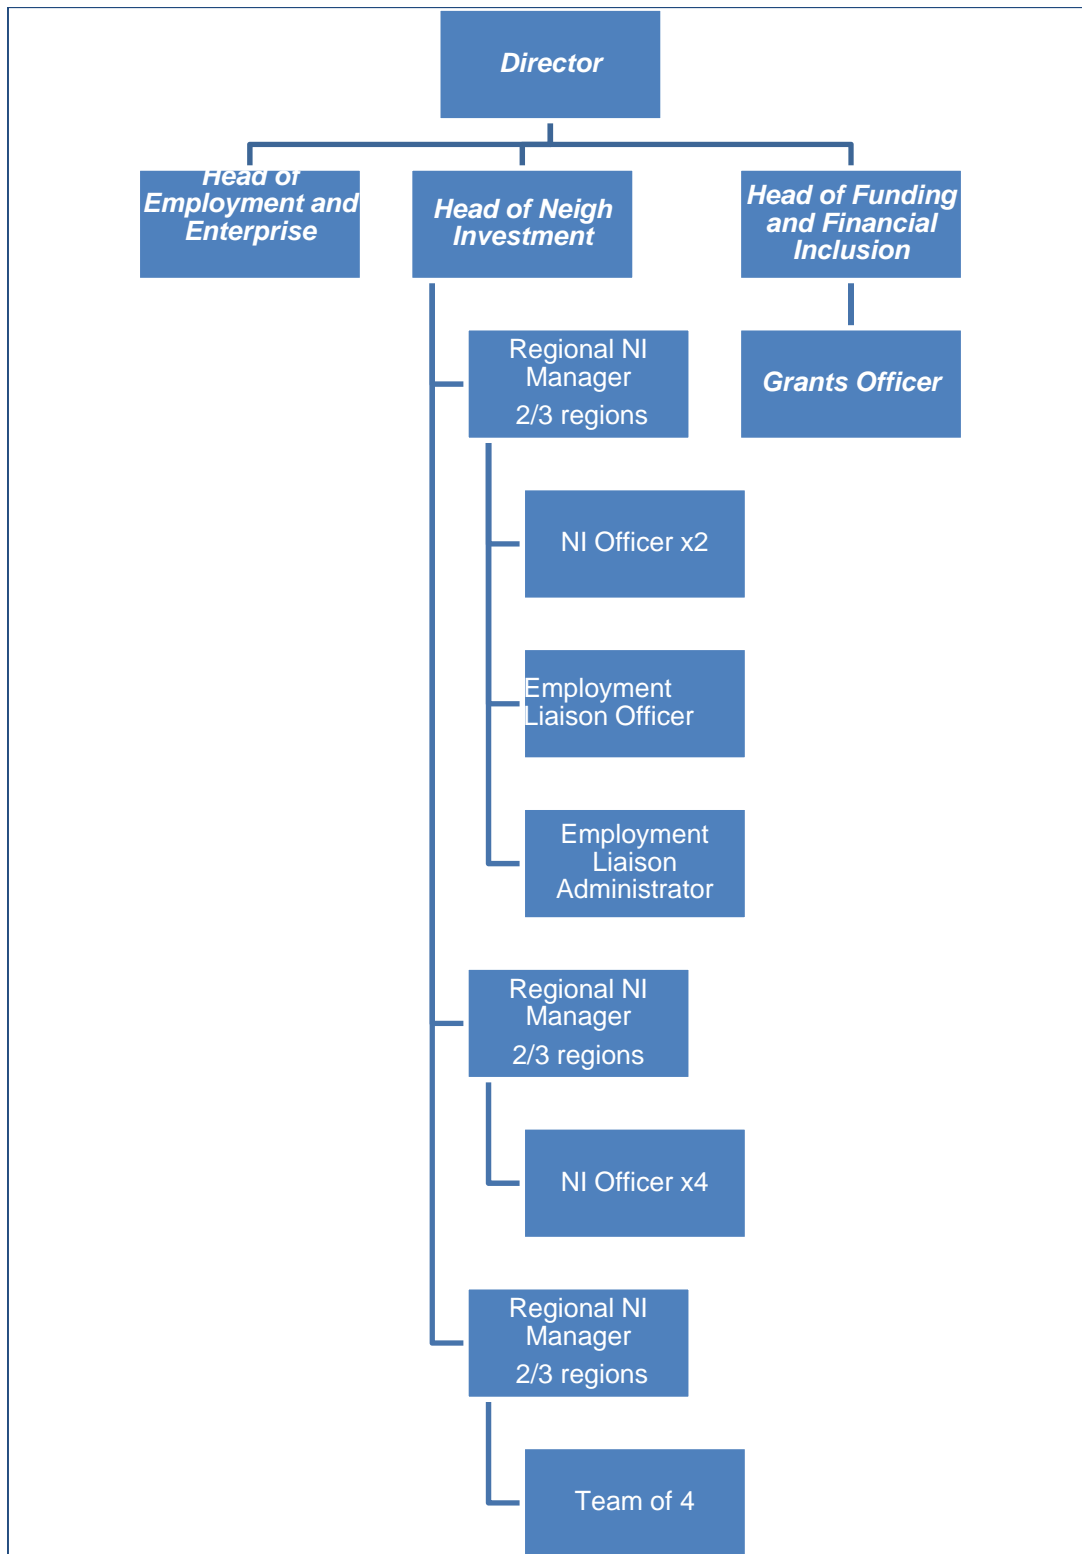 Director
Head of
Employment and
Enterprise
Head of Neigh
Investment
Head of Funding
and Financial
Inclusion
Regional NI
Manager
2/3 regions
Grants Officer
NI Officer x2
Employment
Liaison Officer
Employment
Liaison
Administrator
Regional NI
Manager
2/3 regions
NI Officer x4
Regional NI
Manager
2/3 regions
Team of 4